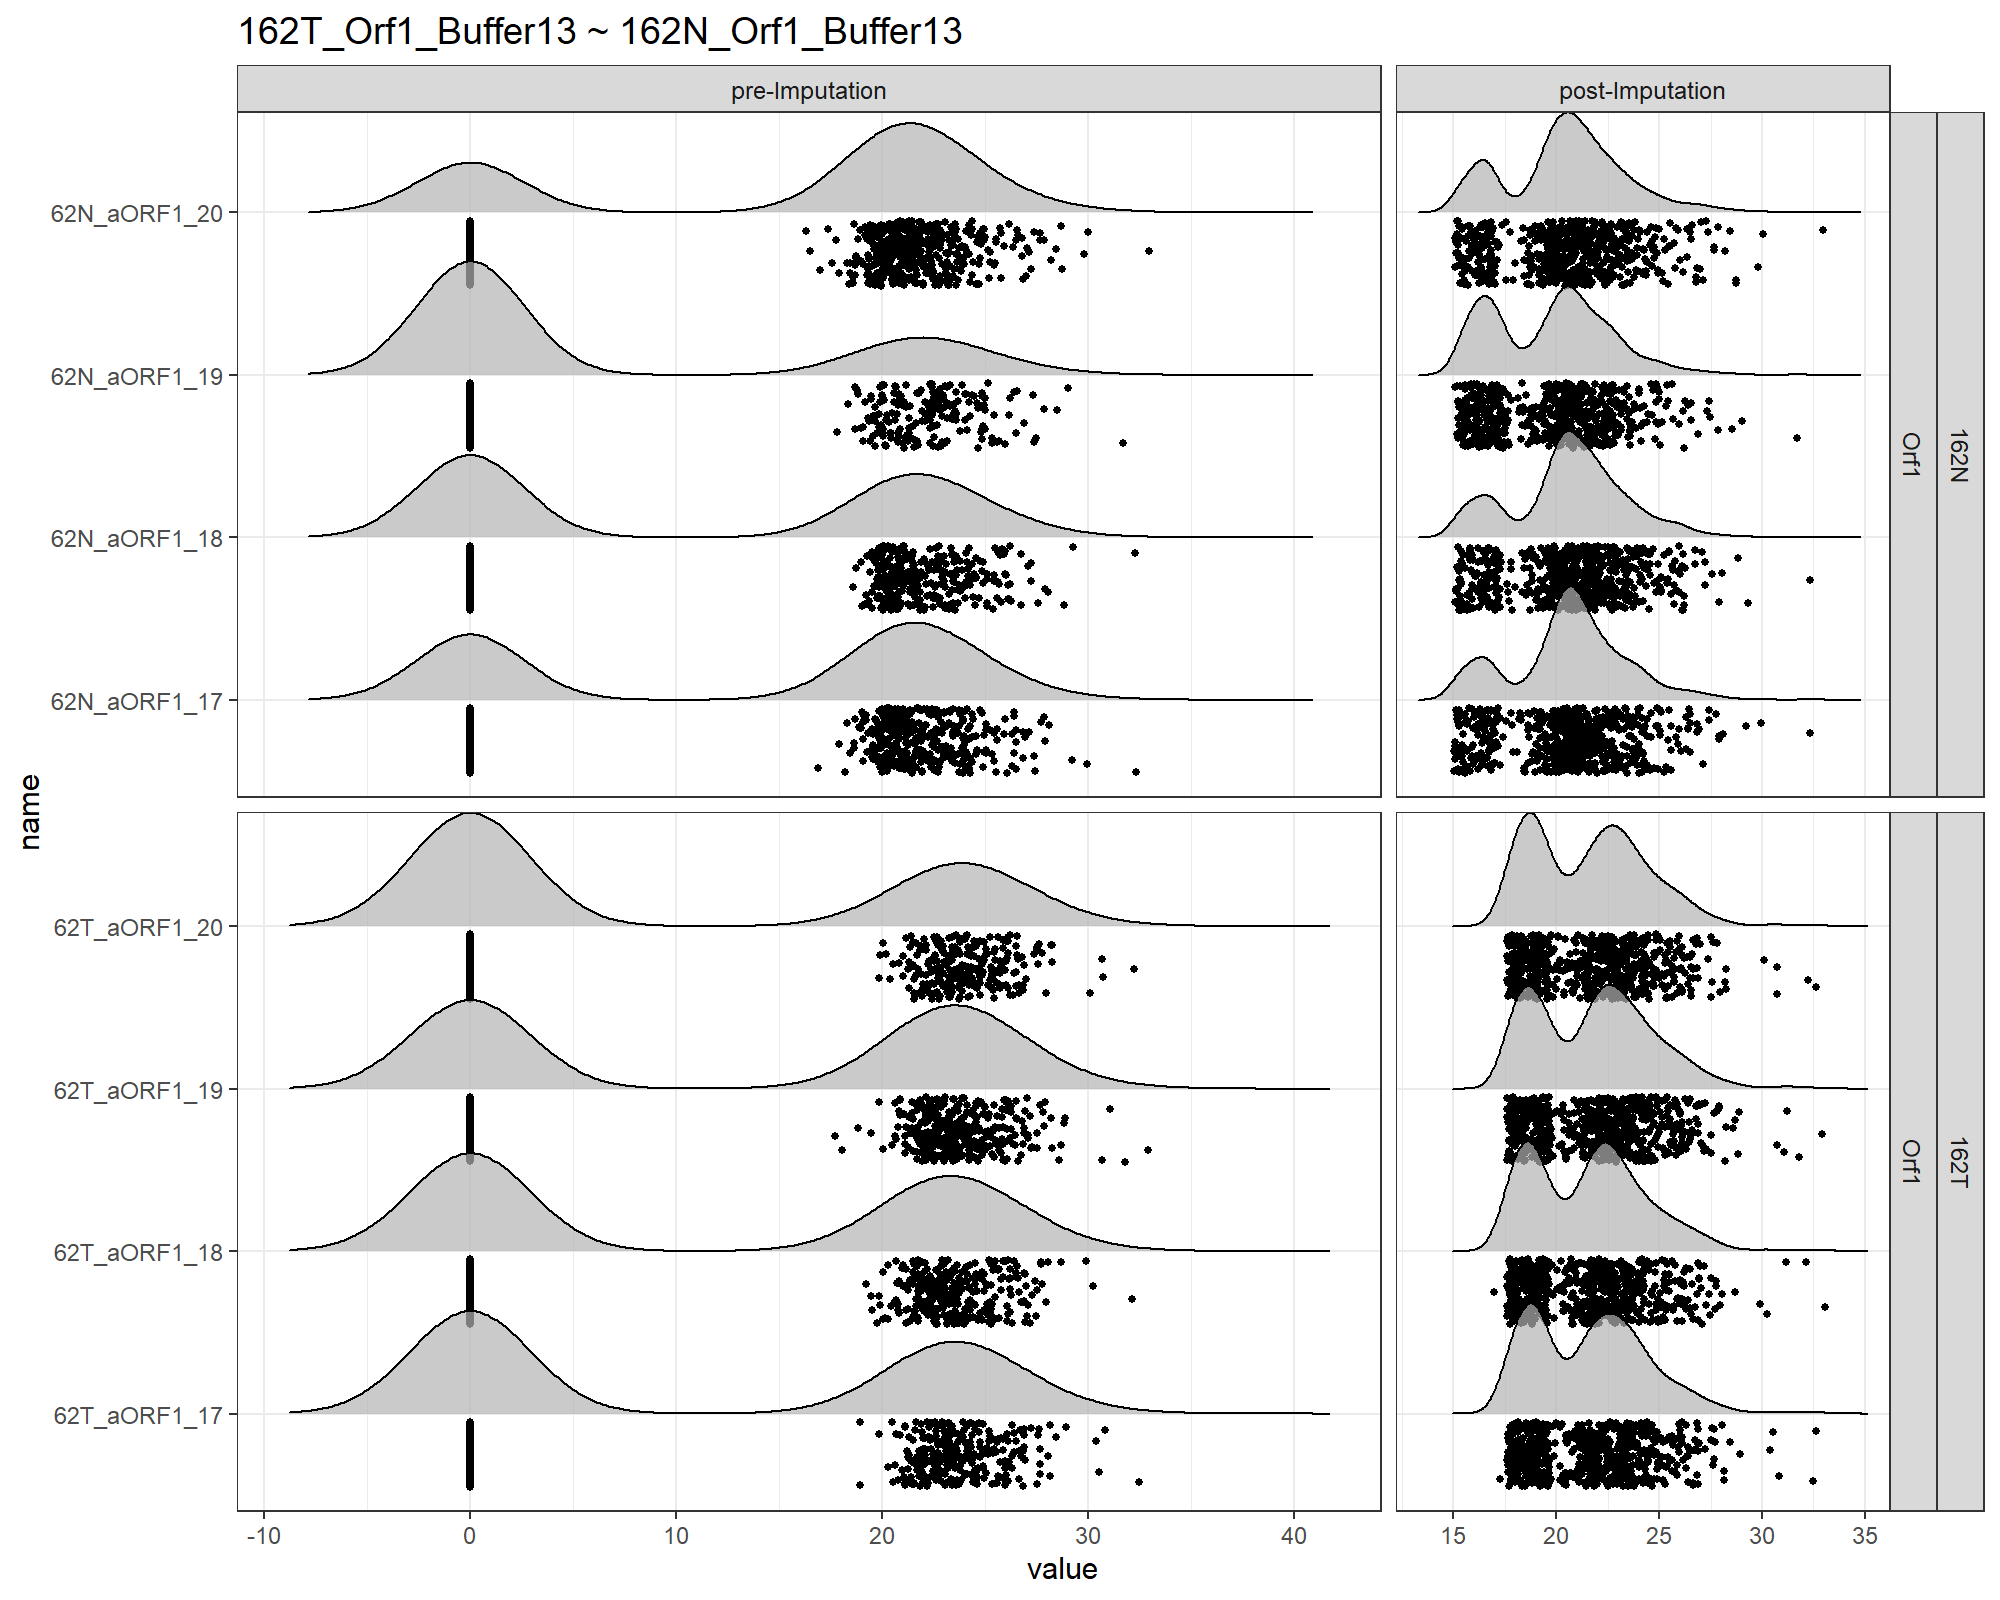 162T_Orf1_Buffer13 ~ 162N_Orf1_Buffer13
pre-Imputation
post-Imputation
62N_aORF1_20
62N_aORF1_19
62N_aORF1_18
62N_aORF1_17
Orf1
162N
name
62T_aORF1_20
62T_aORF1_19
62T_aORF1_18
62T_aORF1_17
Orf1
162T
-10 0 10 20 30 40
15 20 25 30 35
value